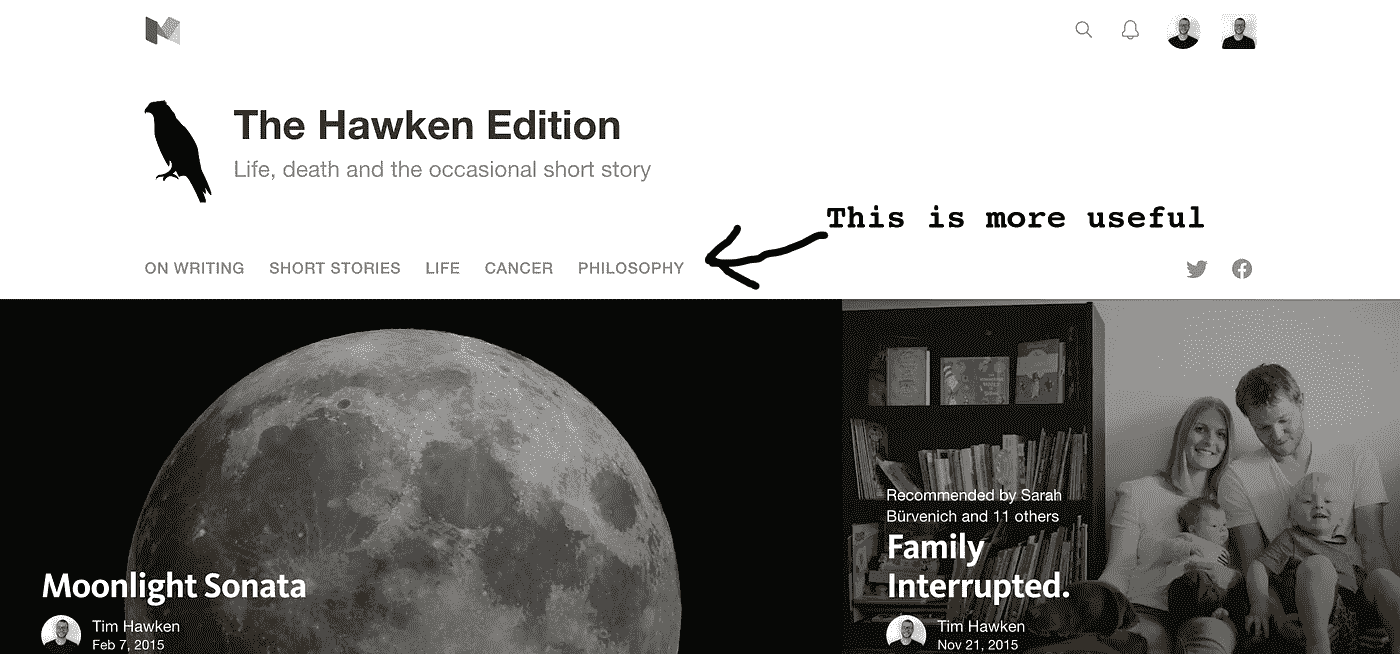 The Hawken Edition
Life, death and the occasional short story
This is more useful
ON WRITING SHORT STORIES LIFE CANCER PHILOSOPHY
Moonlight Sonata
Tim Hawken
Feb 7, 2015
Recommended by Sarah
Bürvenich and 11 others
Family
Interrupted.
Tim Hawken
Nov 21, 2015